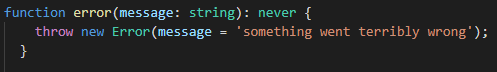 function error(message: string): never {
throw new Error(message = 'something went terribly wrong');
}